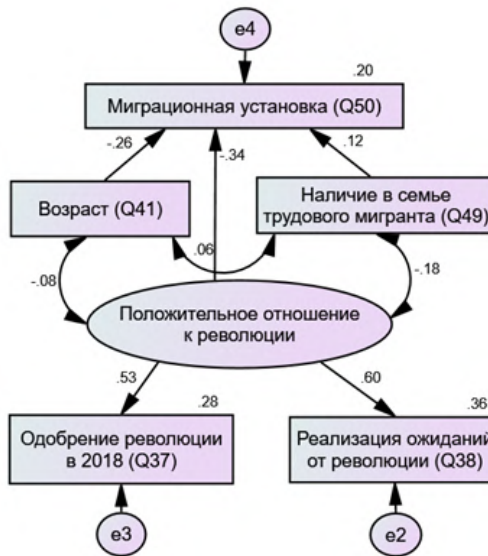 e4
.20
Миграционная установка (Q50)
-.26
-.34
.12
Возраст (Q41)
Наличие в семье
трудового мигранта (Q49)
.06
-.08
-.18
Положительное отношение
к революции
.53
.60
.28
.36
Одобрение революции
в 2018 (Q37)
Реализация ожиданий
от революции (Q38)
e3
e2